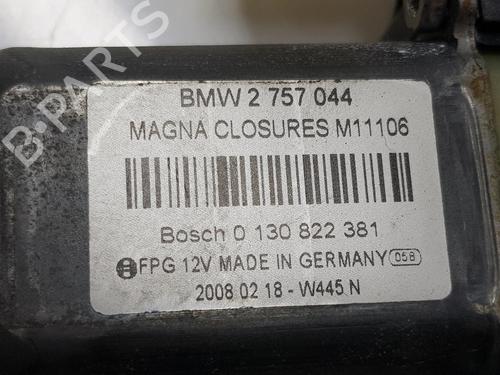 BMW 2 757 044
MAGNA CLOSURES M11106
Bosch 0 130 822 381
FPG 12V MADE IN GERMANY 058
2008 02 18 - W445 N
B-PARTS